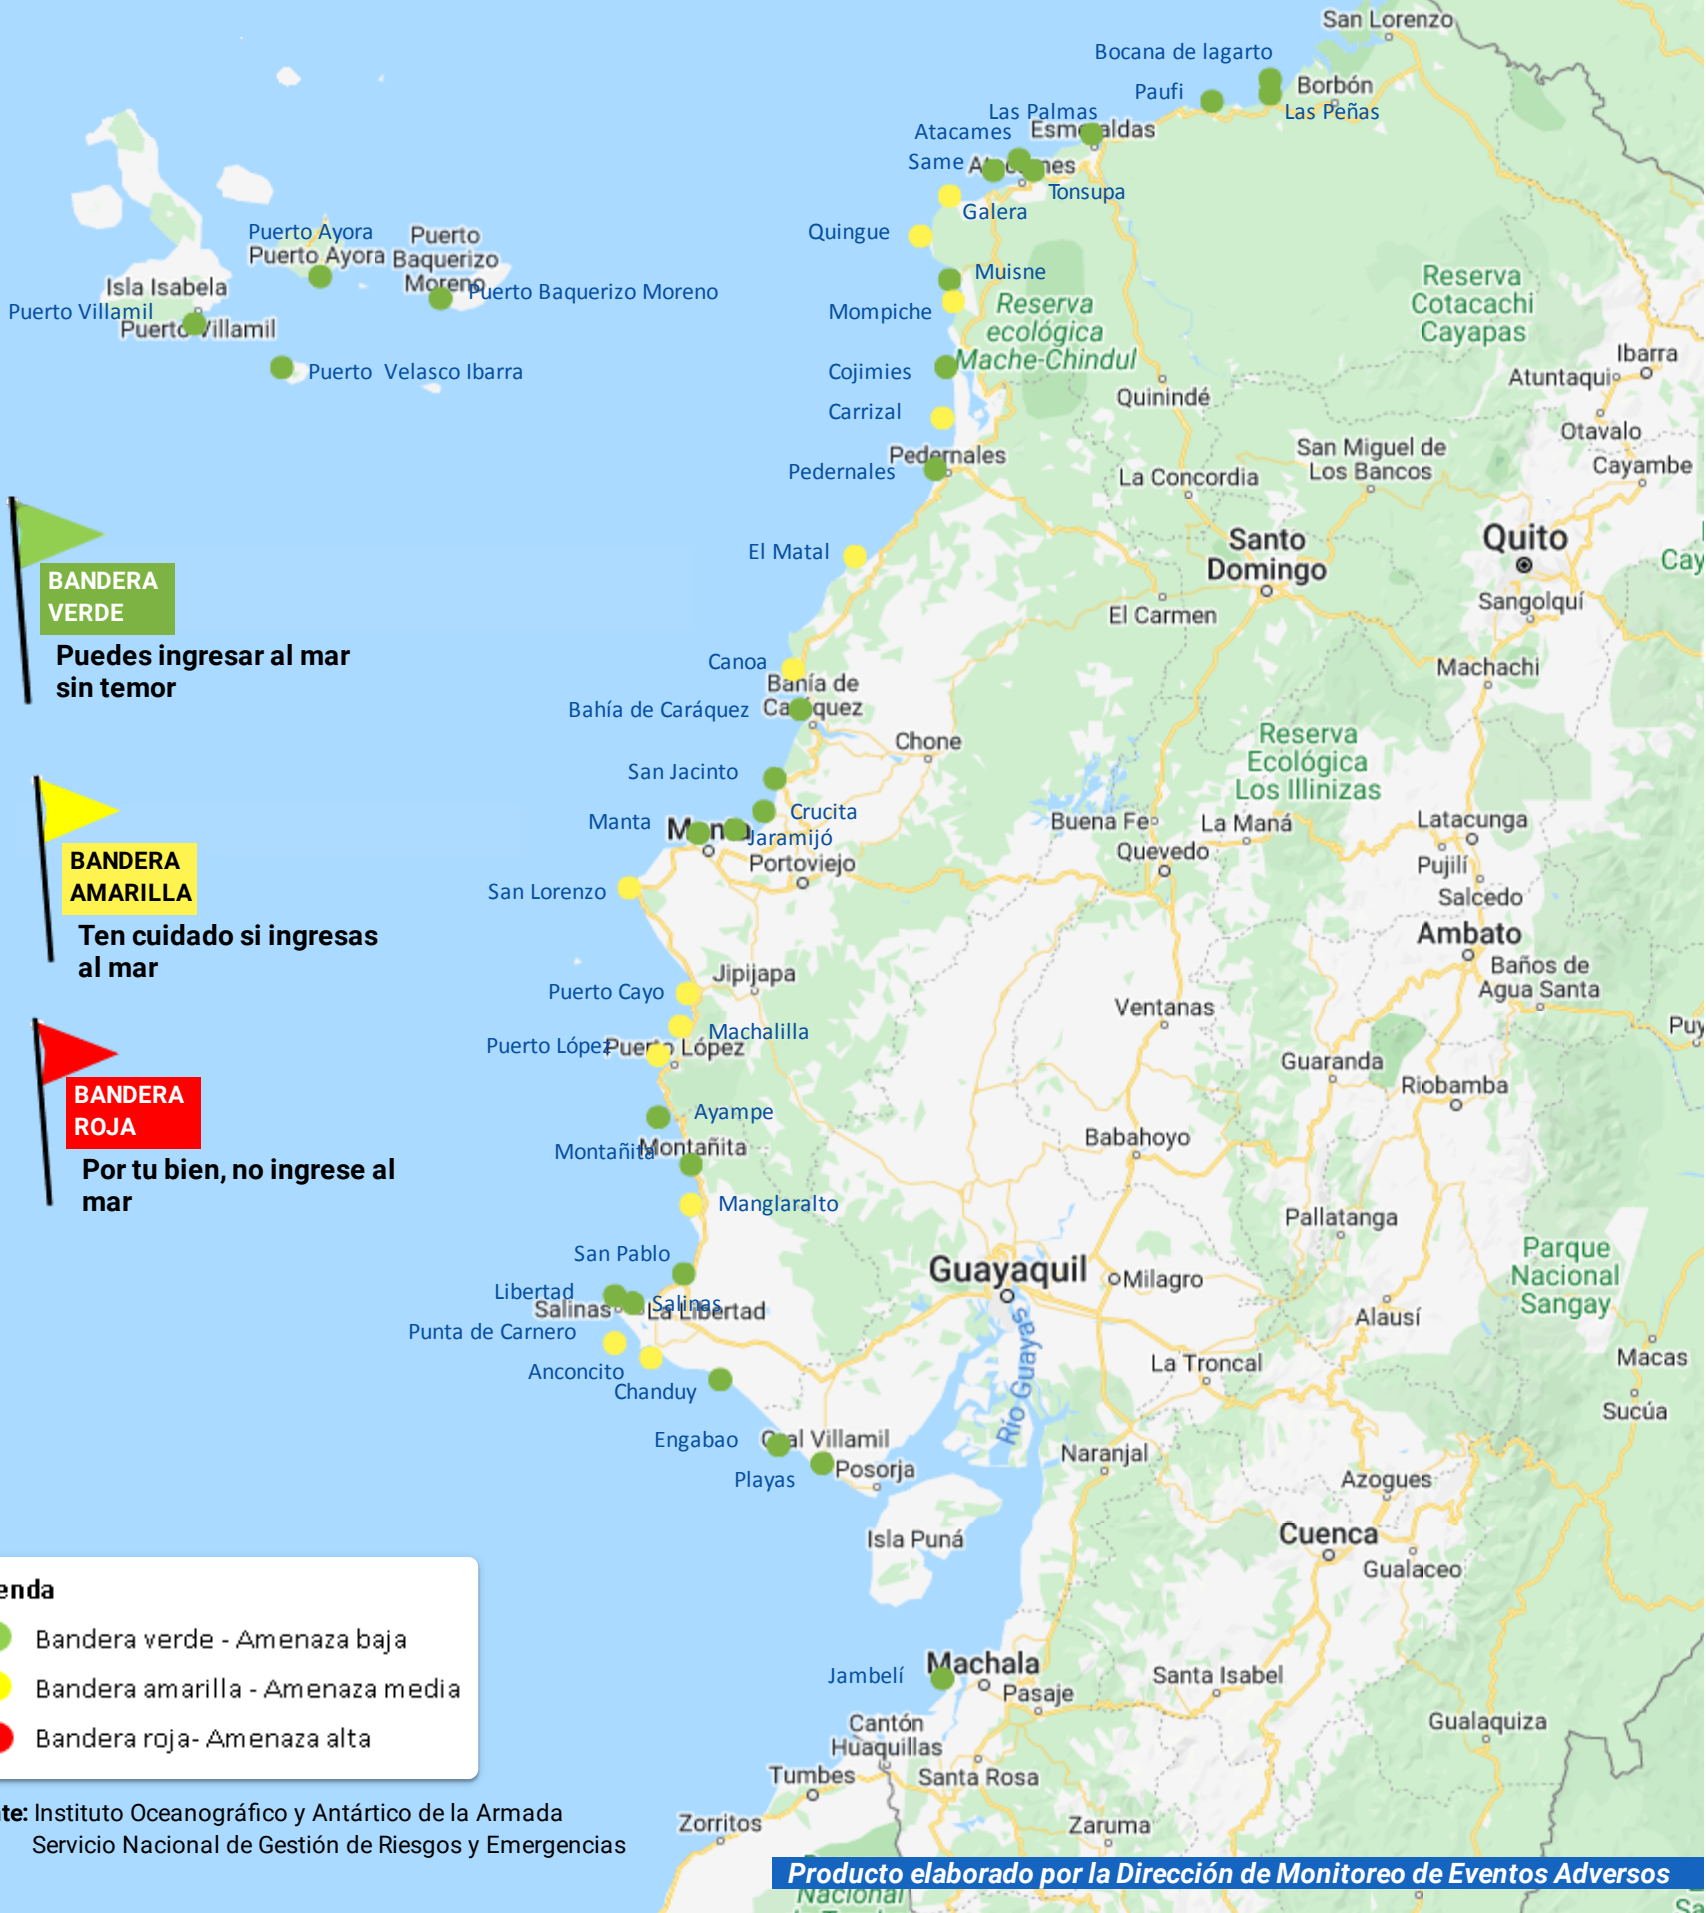 San Lorenzo
Bocana de lagarto
Paufi
Borbón
Las Peñas
Las Palmas
Atacames
Same
Tonsupa
Galera
Quingue
Muisne
Mompiche
Reserva
ecológica
Mache-Chindul
Reserva
Cotacachi
Cayapas
Cojimies
Carrizal
Ibarra
Atuntaqui
Quinindé
Otavalo
Cayambe
San Miguel de
Los Bancos
La Concordia
Pedernales
Pedernales
Puerto Ayora
Puerto Ayora
Puerto
Baquerizo
Moreno
Puerto Baquerizo Moreno
Isla Isabela
Puerto Villamil
Puerto Villamil
Puerto Velasco Ibarra
BANDERA
VERDE
Puedes ingresar al mar
sin temor
El Matal
Santo
Domingo
Quito
El Carmen
Sangolquí
Machachi
Canoa
Bahía de
Bahía de Caráquez
Chone
Reserva
Ecológica
Los Illinizas
San Jacinto
Crucita
Manta
Jaramijó
Portoviejo
Buena Fe
La Maná
Quevedo
Latacunga
Pujilí
Salcedo
BANDERA
AMARILLA
Ten cuidado si ingresas
al mar
San Lorenzo
Ambato
Baños de
Agua Santa
Jipijapa
Puerto Cayo
Machalilla
Puerto López
Puerto López
Ventanas
Guaranda
Riobamba
BANDERA
ROJA
Por tu bien, no ingrese al
mar
Ayampe
Montañita
Montañita
Babahoyo
Manglaralto
Pallatanga
San Pablo
Libertad
Salinas
Salinas
La Libertad
Punta de Carnero
Anconcito
Chanduy
Guayaquil
Milagro
Río Guayas
Parque
Nacional
Sangay
Alausí
La Troncal
Macas
Sucúa
Engabao
Playas
Posorja
Naranjal
Azogues
Isla Puná
Cuenca
Gualaceo
Bandera verde - Amenaza baja
Bandera amarilla - Amenaza media
Bandera roja- Amenaza alta
Jambelí
Machala
Pasaje
Santa Isabel
Cantón
Huaquillas
Gualaquiza
Tumbes
Santa Rosa
Zorritos
Zaruma
Instituto Oceanográfico y Antártico de la Armada
Servicio Nacional de Gestión de Riesgos y Emergencias
Producto elaborado por la Dirección de Monitoreo de Eventos Adversos
Nacional